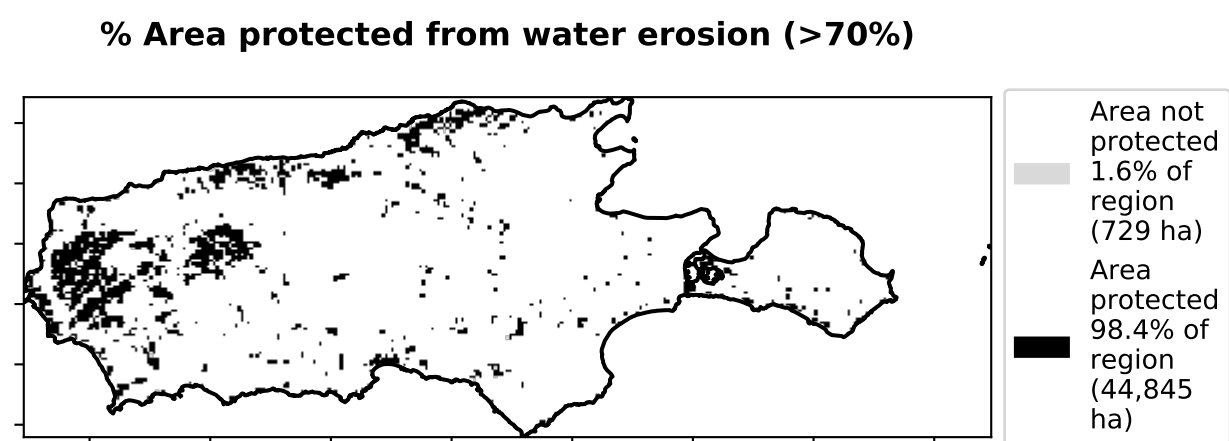 % Area protected from water erosion (>70%)
Area not
protected
1.6% of
region
(729 ha)
Area
protected
98.4% of
region
(44,845
ha)